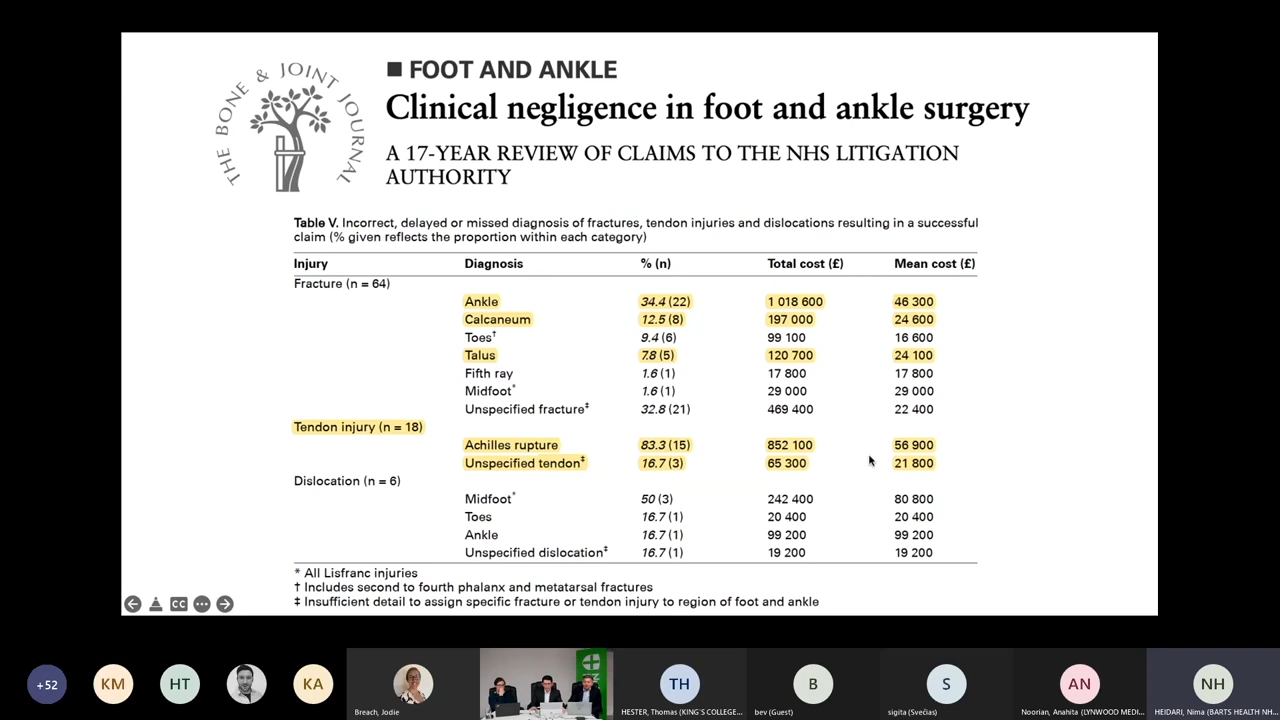 THE BONE & JOINT JOURNAL
■ FOOT AND ANKLE
Clinical negligence in foot and ankle surgery
A 17-YEAR REVIEW OF CLAIMS TO THE NHS LITIGATION
AUTHORITY
Table V. Incorrect, delayed or missed diagnosis of fractures, tendon injuries and dislocations resulting in a successful
claim (% given reflects the proportion within each category)
Injury Diagnosis % (n) Total cost (£) Mean cost (£)
Fracture (n = 64)
Ankle 34.4 (22) 1 018 600 46 300
Calcaneum 12.5 (8) 197 000 24 600
Toes† 9.4 (6) 99 100 16 600
Talus 7.8 (5) 120 700 24 100
Fifth ray 1.6 (1) 17 800 17 800
Midfoot* 1.6 (1) 29 000 29 000
Unspecified fracture‡ 32.8 (21) 469 400 22 400
Tendon injury (n = 18)
Achilles rupture 83.3 (15) 852 100 56 900
Unspecified tendon‡ 16.7 (3) 65 300 21 800
Dislocation (n = 6)
Midfoot* 50 (3) 242 400 80 800
Toes 16.7 (1) 20 400 20 400
Ankle 16.7 (1) 99 200 99 200
Unspecified dislocation‡ 16.7 (1) 19 200 19 200
* All Lisfranc injuries
† Includes second to fourth phalanx and metatarsal fractures
‡ Insufficient detail to assign specific fracture or tendon injury to region of foot and ankle
CC
+52 KM HT KA TH B S AN NH
Breach, Jodie
HESTER, Thomas (KING'S COLLEGE...
bev (Guest)
sigita (Svečias)
Noorian, Anahita (LYNWOOD MEDI...
HEIDARI, Nima (BARTS HEALTH NH...